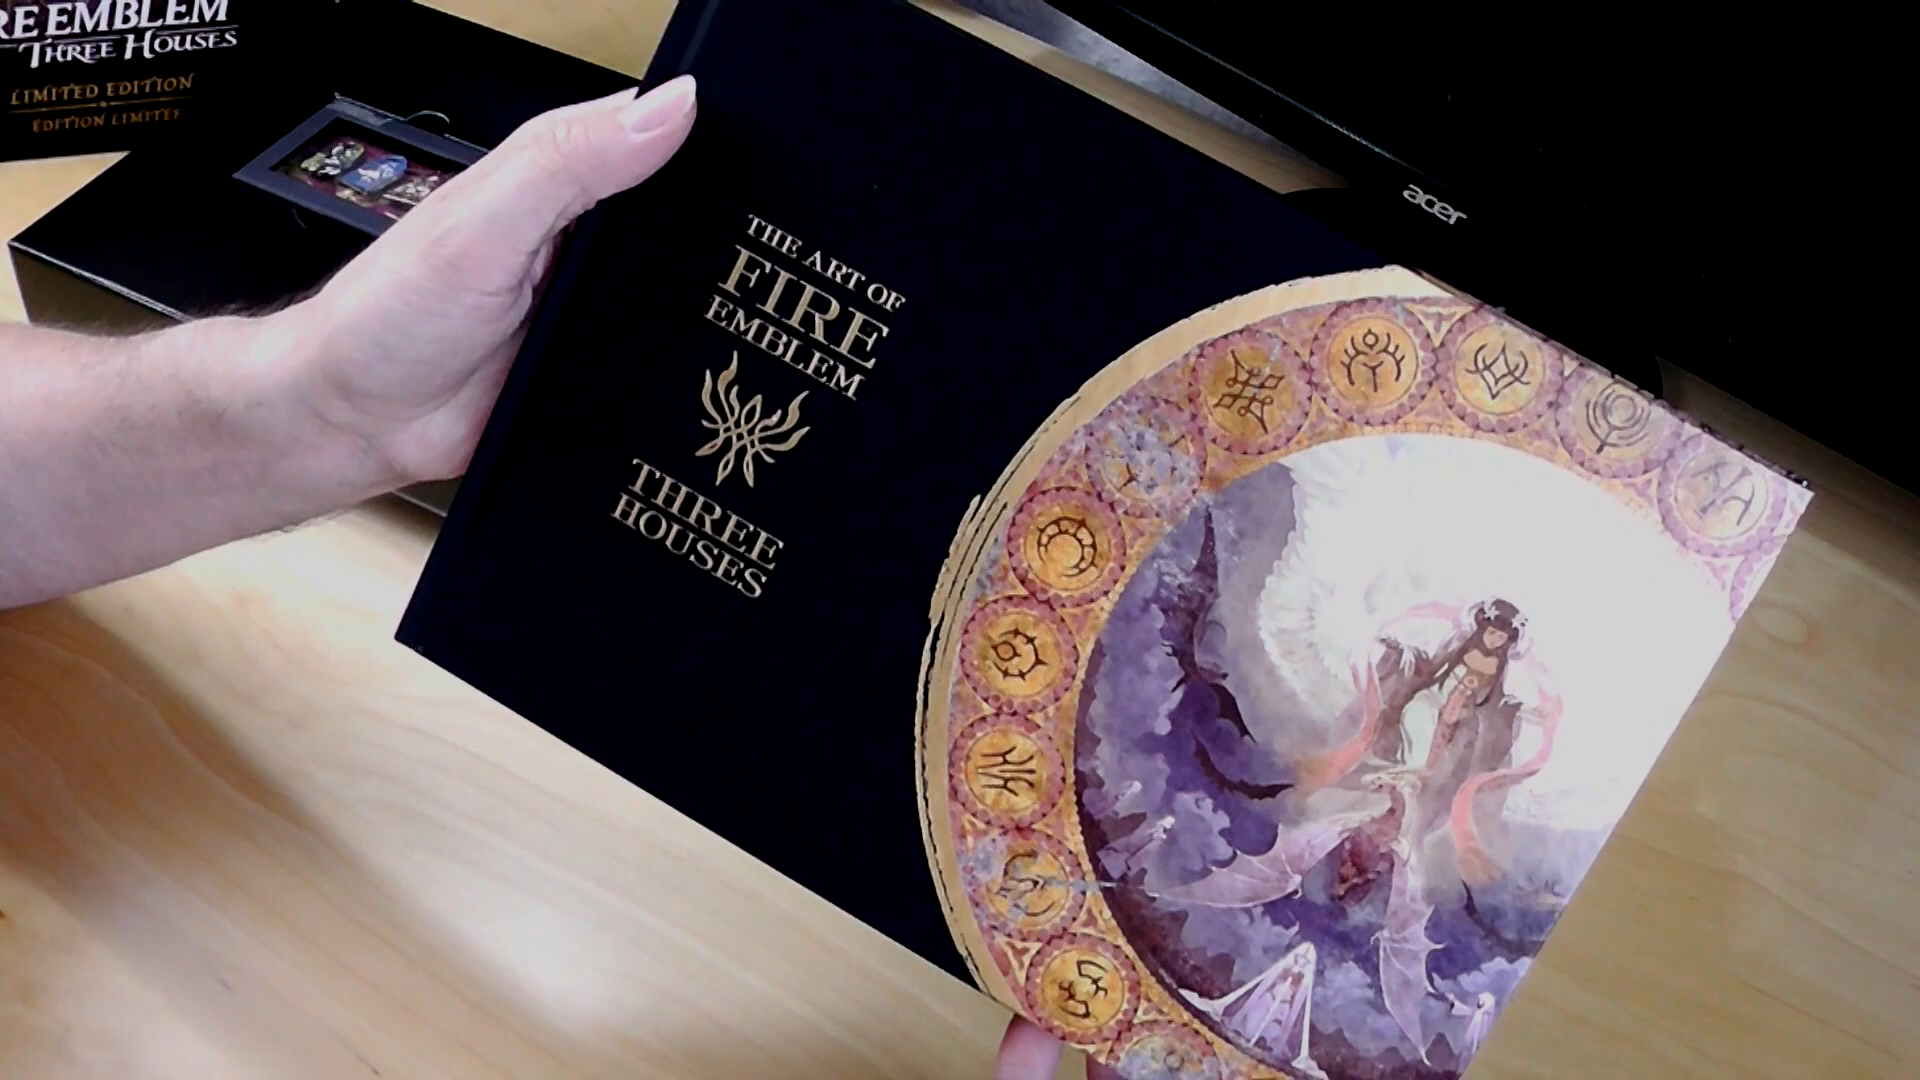 RE EMBLEM
THREE HOUSES
LIMITED EDITION
ÉDITION LIMITÉE
acer
THE ART OF
FIRE
EMBLEM
THREE
HOUSES